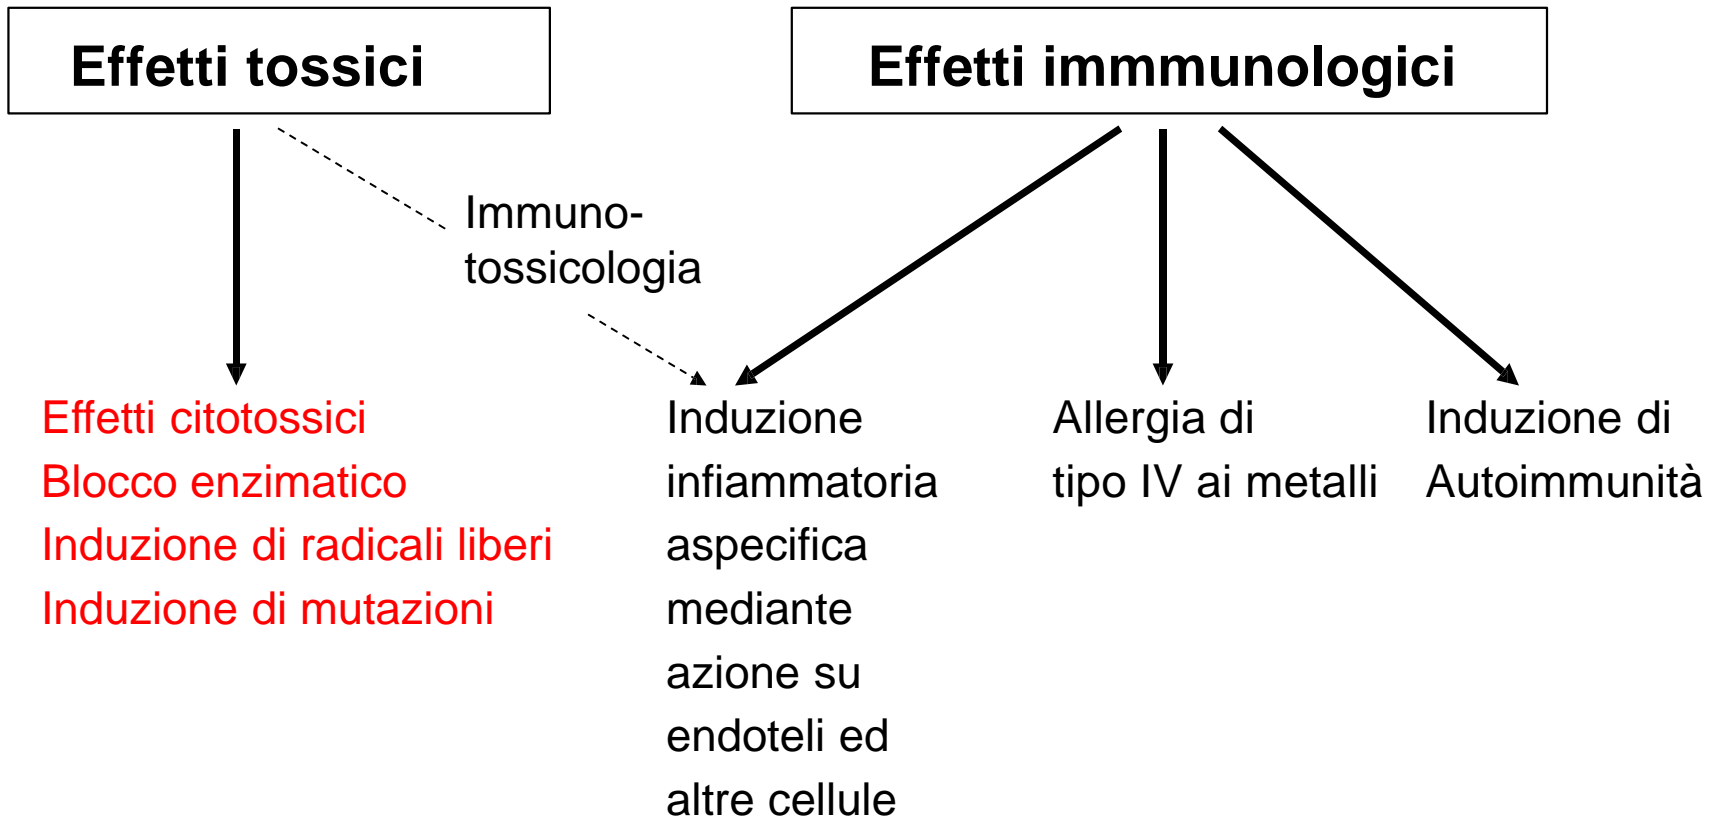 Effetti tossici
Effetti immmunologici
Immuno-
tossicologia
Effetti citotossici
Blocco enzimatico
Induzione di radicali liberi
Induzione di mutazioni
Induzione
infiammatoria
aspecifica
mediante
azione su
endoteli ed
altre cellule
Allergia di
tipo IV ai metalli
Induzione di
Autoimmunità